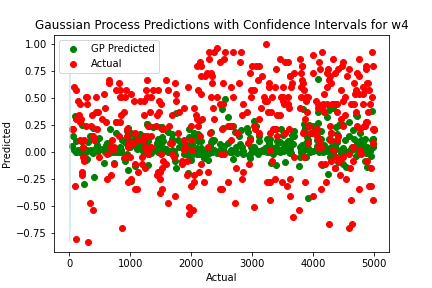 Gaussian Process Predictions with Confidence Intervals for w4
GP Predicted
Actual
Predicted
1.00
0.75
0.50
0.25
0.00
−0.25
−0.50
−0.75
0
1000
2000
3000
4000
5000
Actual